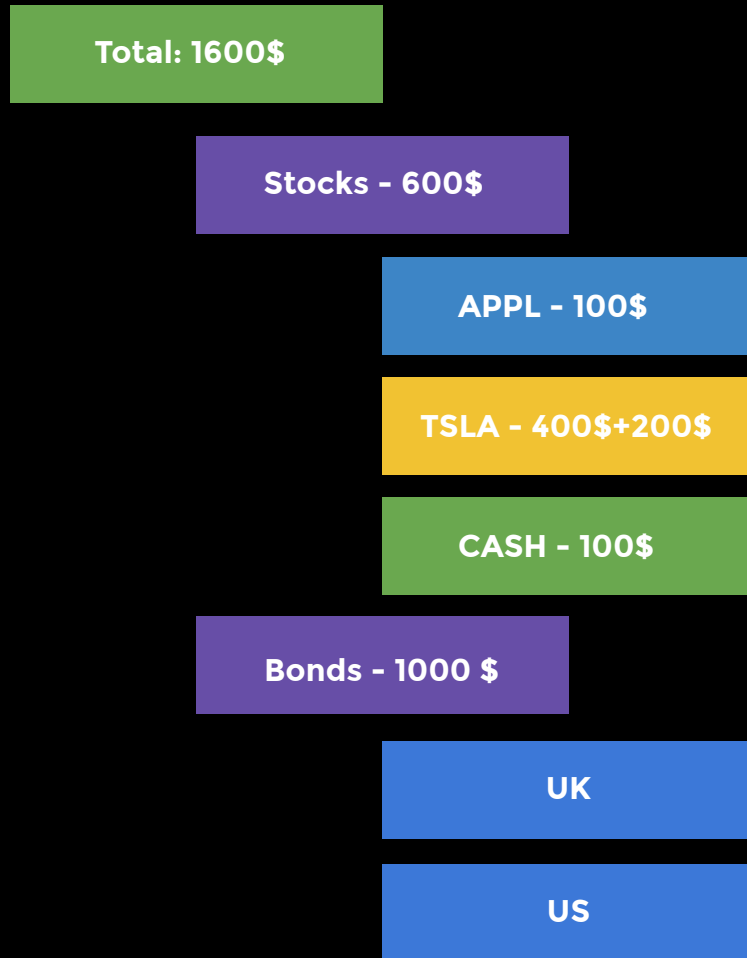 Total: 1600$
Stocks - 600$
APPL - 100$
TSLA - 400$+200$
CASH - 100$
Bonds - 1000 $
UK
US